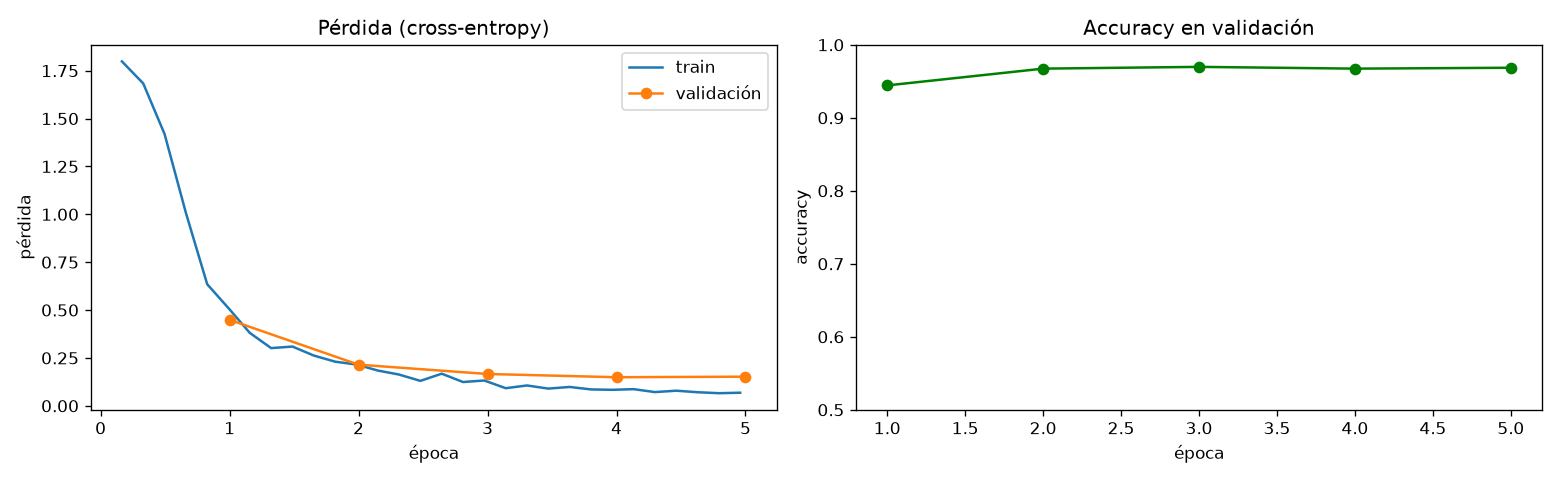 Pérdida (cross-entropy)
train
validación
1.75
1.50
1.25
1.00
0.75
0.50
0.25
0.00
pérdida
0 1 2 3 4 5
época
Accuracy en validación
1.0
0.9
0.8
0.7
0.6
0.5
accuracy
1.0 1.5 2.0 2.5 3.0 3.5 4.0 4.5 5.0
época